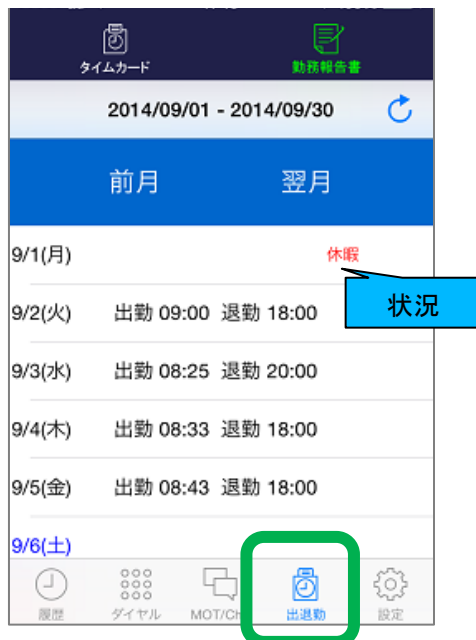 タイムカード 勤務報告書
2014/09/01 - 2014/09/30
前月 翌月
9/1(月) 休暇
状況
9/2(火) 出勤 09:00 退勤 18:00
9/3(水) 出勤 08:25 退勤 20:00
9/4(木) 出勤 08:33 退勤 18:00
9/5(金) 出勤 08:43 退勤 18:00
9/6(土)
履歴 ダイヤル MOT/Ch 出退勤 設定